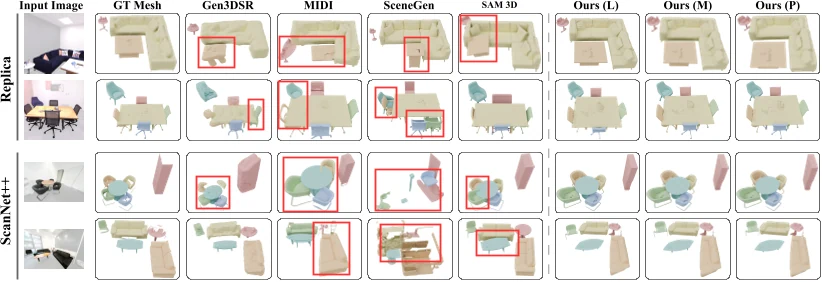 Input Image GT Mesh Gen3DSR MIDI SceneGen SAM 3D Ours (L) Ours (M) Ours (P)
Replica
ScanNet++